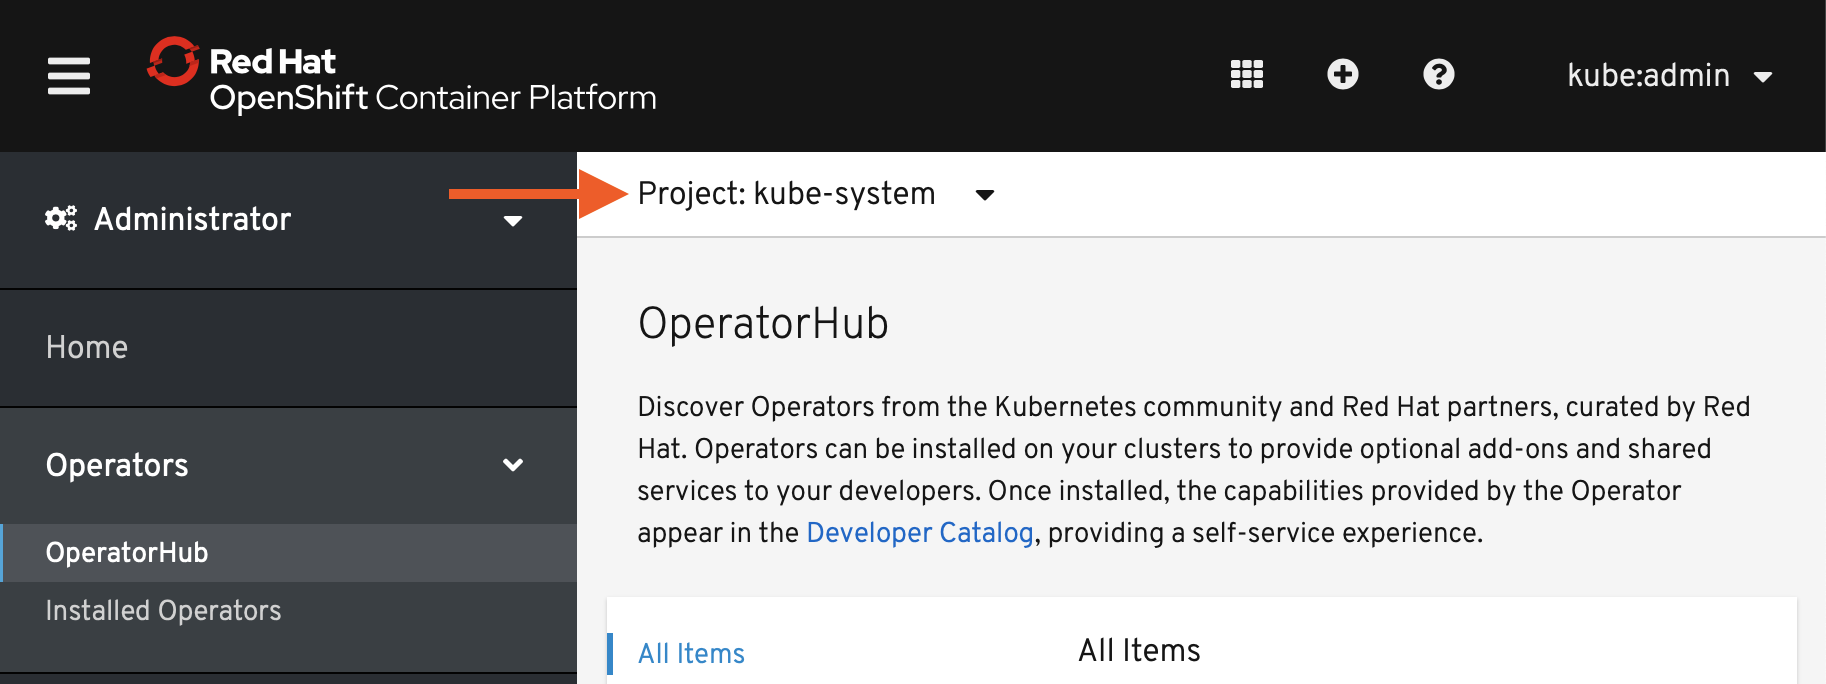 Red Hat
OpenShift Container Platform
kube:admin
Administrator
Project: kube-system
Home
Operators
OperatorHub
Installed Operators
OperatorHub
Discover Operators from the Kubernetes community and Red Hat partners, curated by Red
Hat. Operators can be installed on your clusters to provide optional add-ons and shared
services to your developers. Once installed, the capabilities provided by the Operator
appear in the Developer Catalog, providing a self-service experience.
All Items
All Items